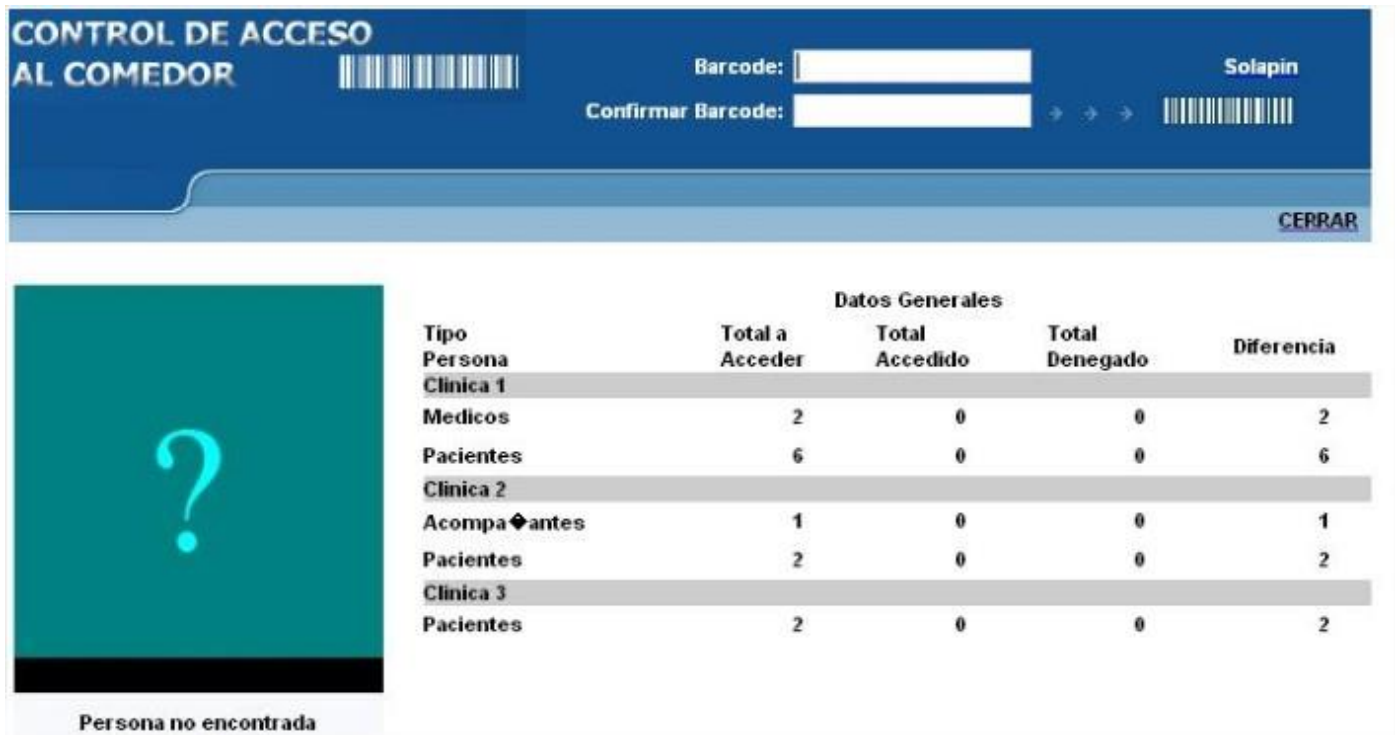 CONTROL DE ACCESO
AL COMEDOR
Barcode:
Solapin
Confirmar Barcode:
CERRAR
?
Persona no encontrada
Datos Generales
Tipo Persona Total a Acceder Total Accedido Total Denegado Diferencia
Clinica 1
Medicos 2 0 0 2
Pacientes 6 0 0 6
Clinica 2
Acompa�antes 1 0 0 1
Pacientes 2 0 0 2
Clinica 3
Pacientes 2 0 0 2